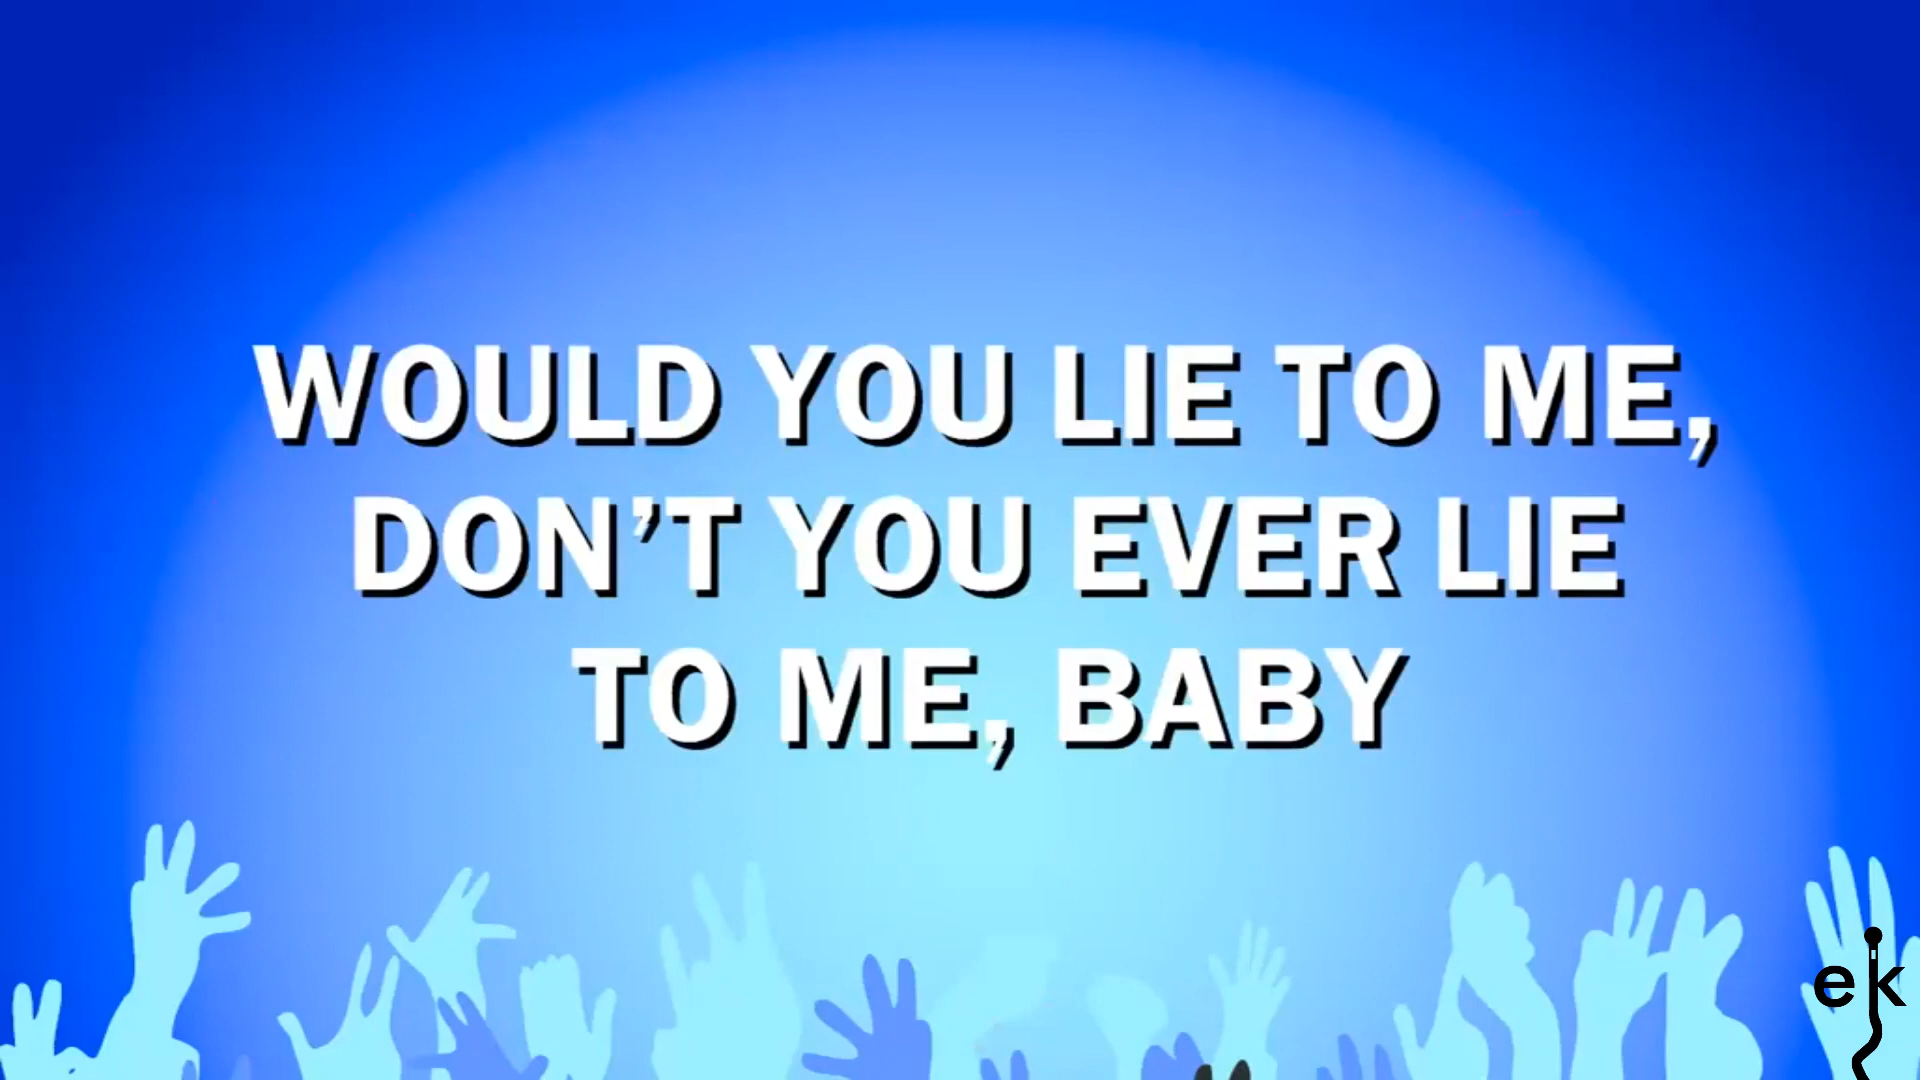 WOULD YOU LIE TO ME,
DON’T YOU EVER LIE
TO ME, BABY
ek